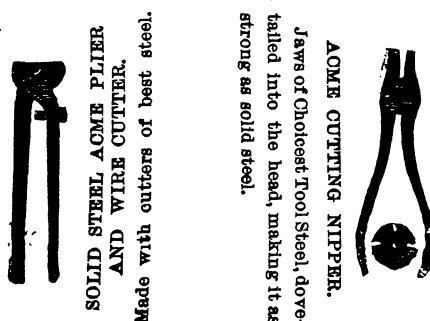 SOLID STEEL ACME PLIER
AND WIRE CUTTER.
Made with cutters of best steel.
ACME CUTTING NIPPER.
Jaws of Choicest Tool Steel, dove-
tailed into the head, making it as
strong as solid steel.